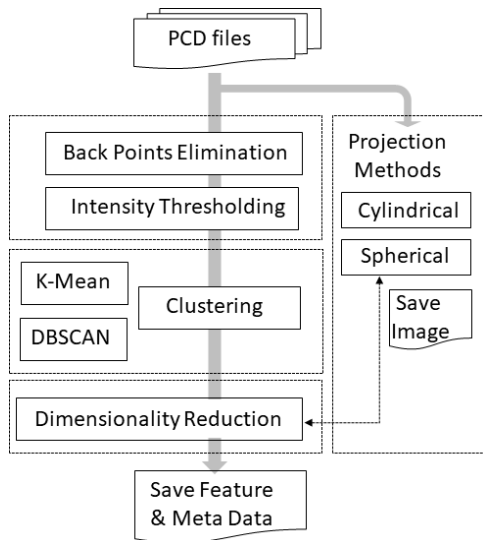 PCD files
Back Points Elimination
Intensity Thresholding
K-Mean
DBSCAN
Clustering
Dimensionality Reduction
Save Feature
& Meta Data
Projection
Methods
Cylindrical
Spherical
Save
Image